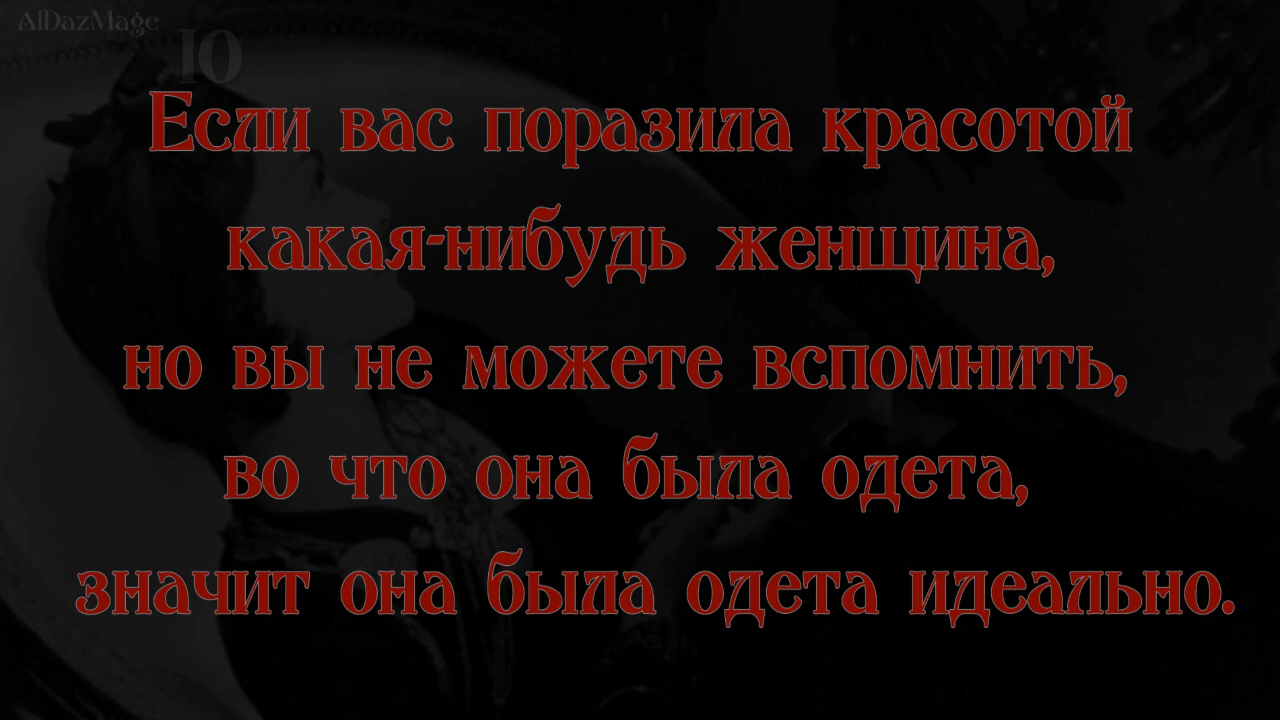 AlDazMage
10
Если вас поразила красотой
какая-нибудь женщина,
но вы не можете вспомнить,
во что она была одета,
значит она была одета идеально.